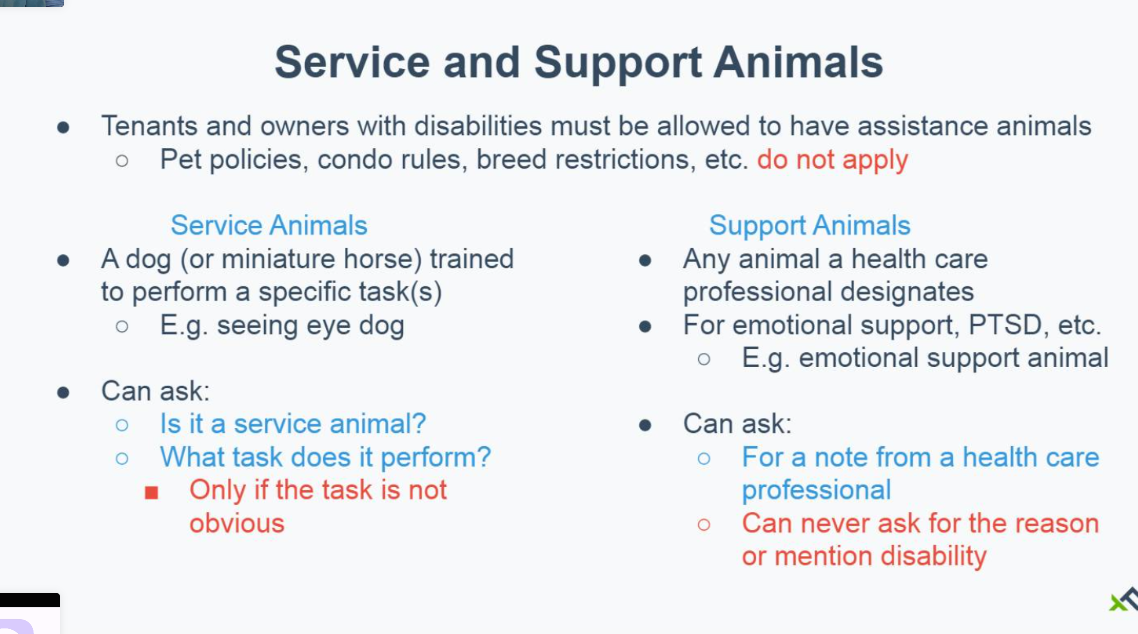 Service and Support Animals
● Tenants and owners with disabilities must be allowed to have assistance animals
○ Pet policies, condo rules, breed restrictions, etc. do not apply
Service Animals
● A dog (or miniature horse) trained
to perform a specific task(s)
○ E.g. seeing eye dog
● Can ask:
○ Is it a service animal?
○ What task does it perform?
■ Only if the task is not
obvious
Support Animals
● Any animal a health care
professional designates
● For emotional support, PTSD, etc.
○ E.g. emotional support animal
● Can ask:
○ For a note from a health care
professional
○ Can never ask for the reason
or mention disability